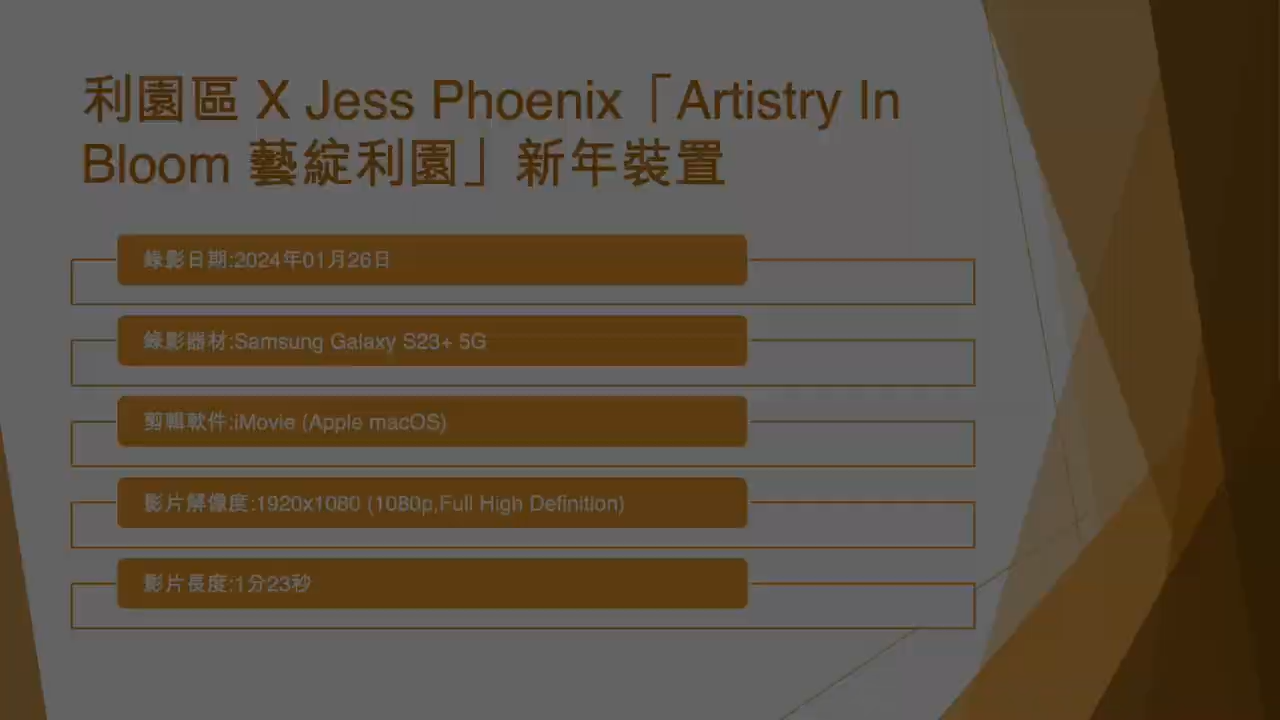 利園區 X Jess Phoenix「Artistry In
Bloom 藝綻利園」新年裝置
錄影日期:2024年01月26日
錄影器材:Samsung Galaxy S23+ 5G
剪輯軟件:iMovie (Apple macOS)
影片解像度:1920x1080 (1080p,Full High Definition)
影片長度:1分23秒